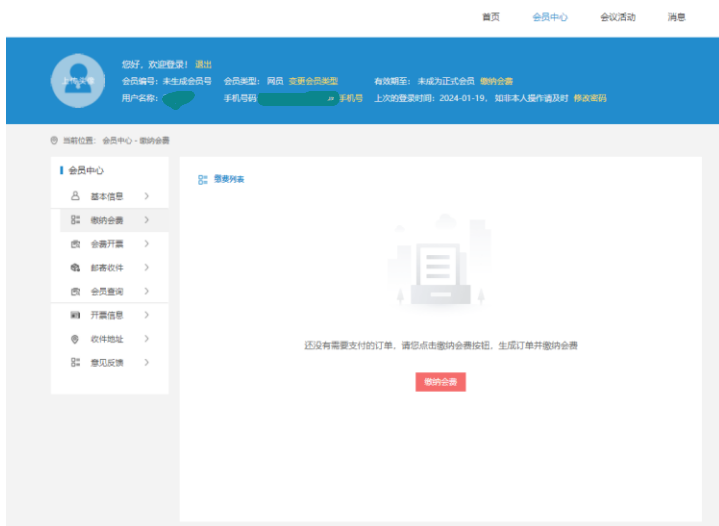 首页 会员中心 会议活动 消息
您好，欢迎登录！ 退出
会员编号：未生成会员号 会员类型：网员 变更会员类型 有效期至：未成为正式会员 缴纳会费
用户名称： 手机号码 手机号 上次的登录时间：2024-01-19，如非本人操作请及时 修改密码
当前位置：会员中心 - 缴纳会费
会员中心
缴费列表
基本信息
缴纳会费
会费开票
邮寄收件
会员查询
开票信息
收件地址
意见反馈
还没有需要支付的订单，请您点击缴纳会费按钮，生成订单并缴纳会费
缴纳会费